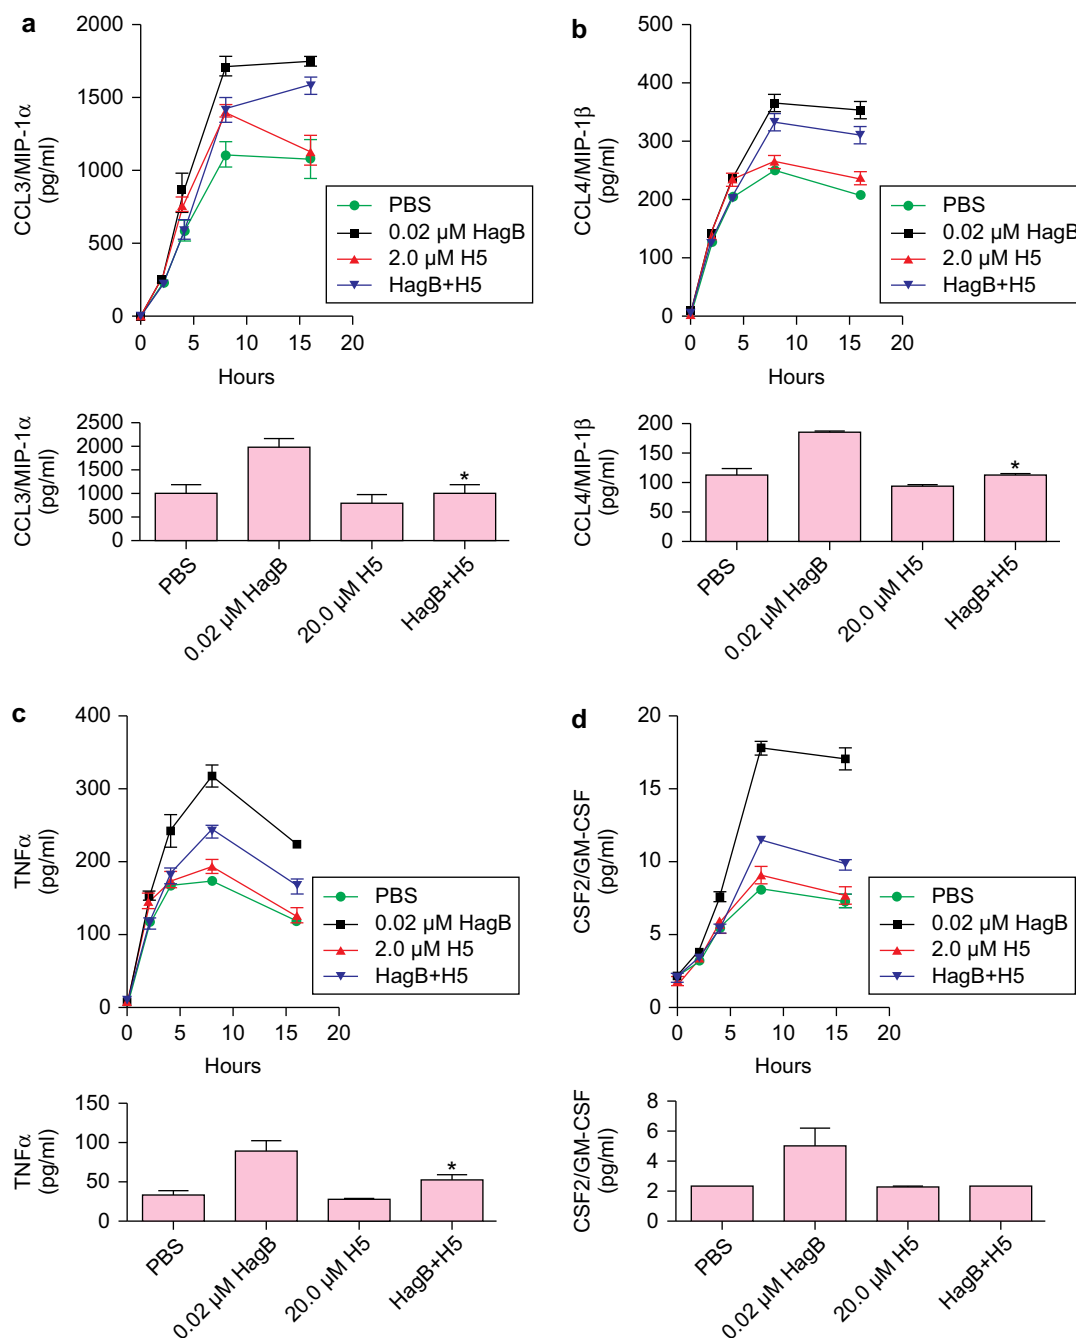 a
CCL3/MIP-1α
(pg/ml)
2000
1500
1000
500
0
0 5 10 15 20
Hours
PBS
0.02 µM HagB
2.0 µM H5
HagB+H5
b
CCL4/MIP-1β
(pg/ml)
500
400
300
200
100
0
0 5 10 15 20
Hours
PBS
0.02 µM HagB
2.0 µM H5
HagB+H5
CCL3/MIP-1α
(pg/ml)
2500
2000
1500
1000
500
0
*
PBS
0.02 µM HagB
20.0 µM H5
HagB+H5
CCL4/MIP-1β
(pg/ml)
200
150
100
50
0
*
PBS
0.02 µM HagB
20.0 µM H5
HagB+H5
c
TNFα
(pg/ml)
400
300
200
100
0
0 5 10 15 20
Hours
PBS
0.02 µM HagB
2.0 µM H5
HagB+H5
d
CSF2/GM-CSF
(pg/ml)
20
15
10
5
0
0 5 10 15 20
Hours
PBS
0.02 µM HagB
2.0 µM H5
HagB+H5
TNFα
(pg/ml)
150
100
50
0
*
PBS
0.02 µM HagB
20.0 µM H5
HagB+H5
CSF2/GM-CSF
(pg/ml)
8
6
4
2
0
PBS
0.02 µM HagB
20.0 µM H5
HagB+H5